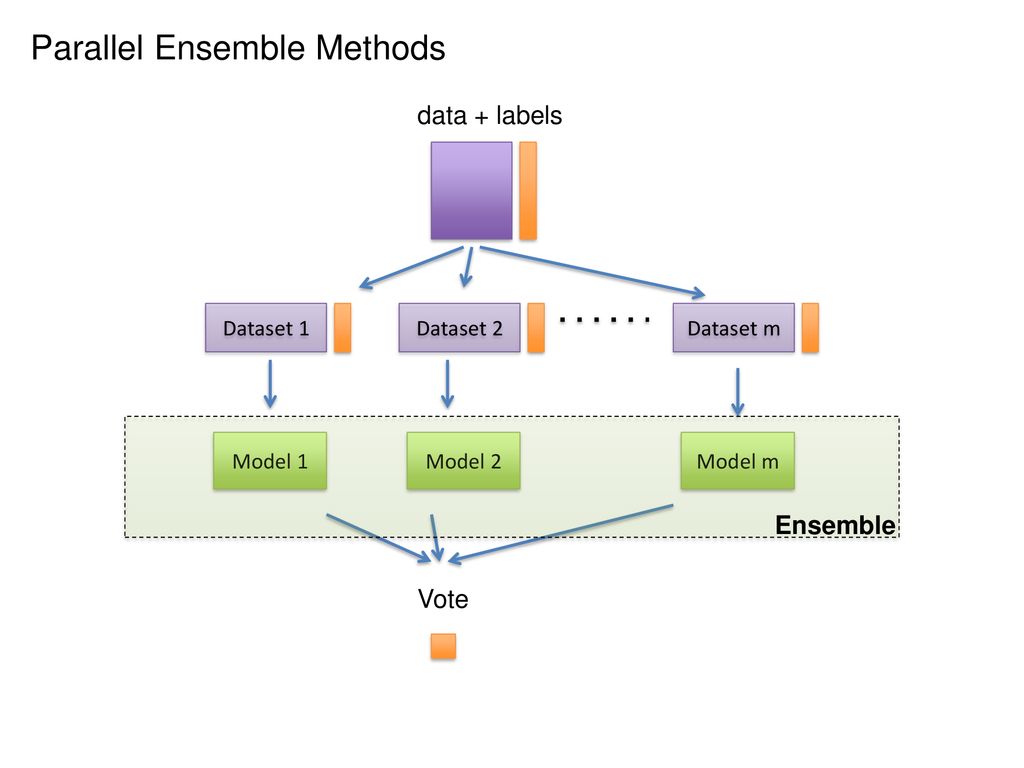 Parallel Ensemble Methods
data + labels
Dataset 1
Dataset 2
. . . . . .
Dataset m
Model 1
Model 2
Model m
Ensemble
Vote